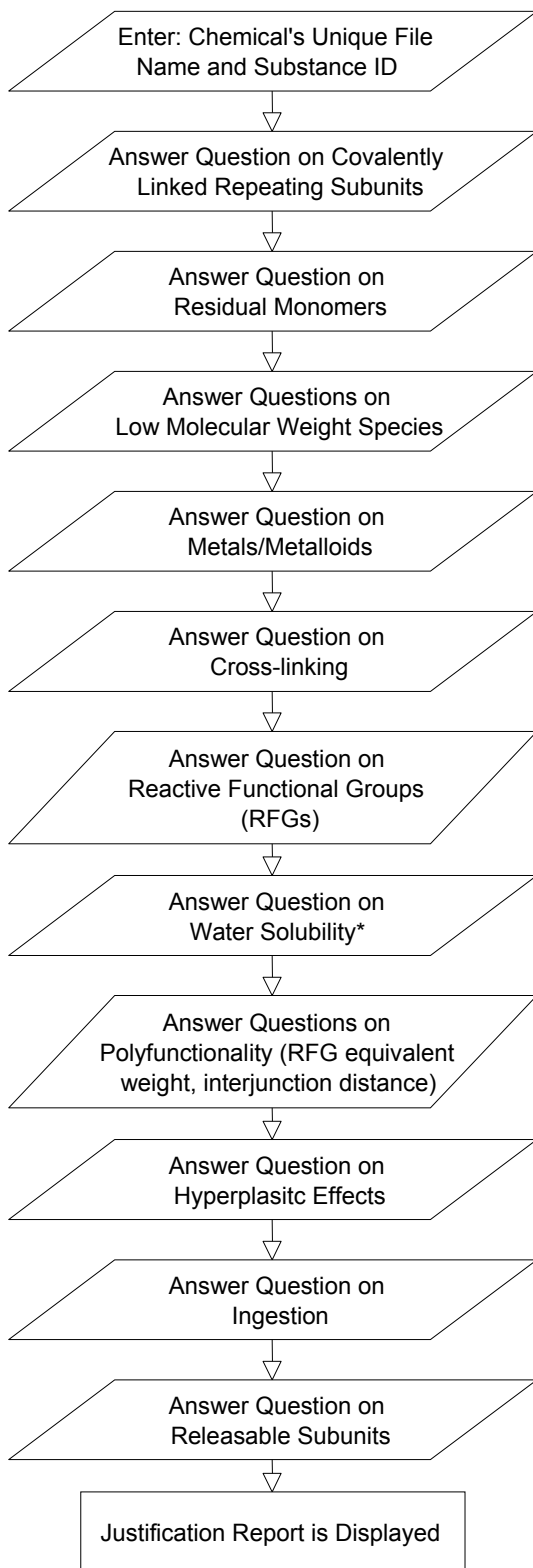 Enter: Chemical's Unique File
Name and Substance ID
Answer Question on Covalently
Linked Repeating Subunits
Answer Question on
Residual Monomers
Answer Questions on
Low Molecular Weight Species
Answer Question on
Metals/Metalloids
Answer Question on
Cross-linking
Answer Question on
Reactive Functional Groups
(RFGs)
Answer Question on
Water Solubility*
Answer Questions on
Polyfunctionality (RFG equivalent
weight, interjunction distance)
Answer Question on
Hyperplasitc Effects
Answer Question on
Ingestion
Answer Question on
Releasable Subunits
Justification Report is Displayed